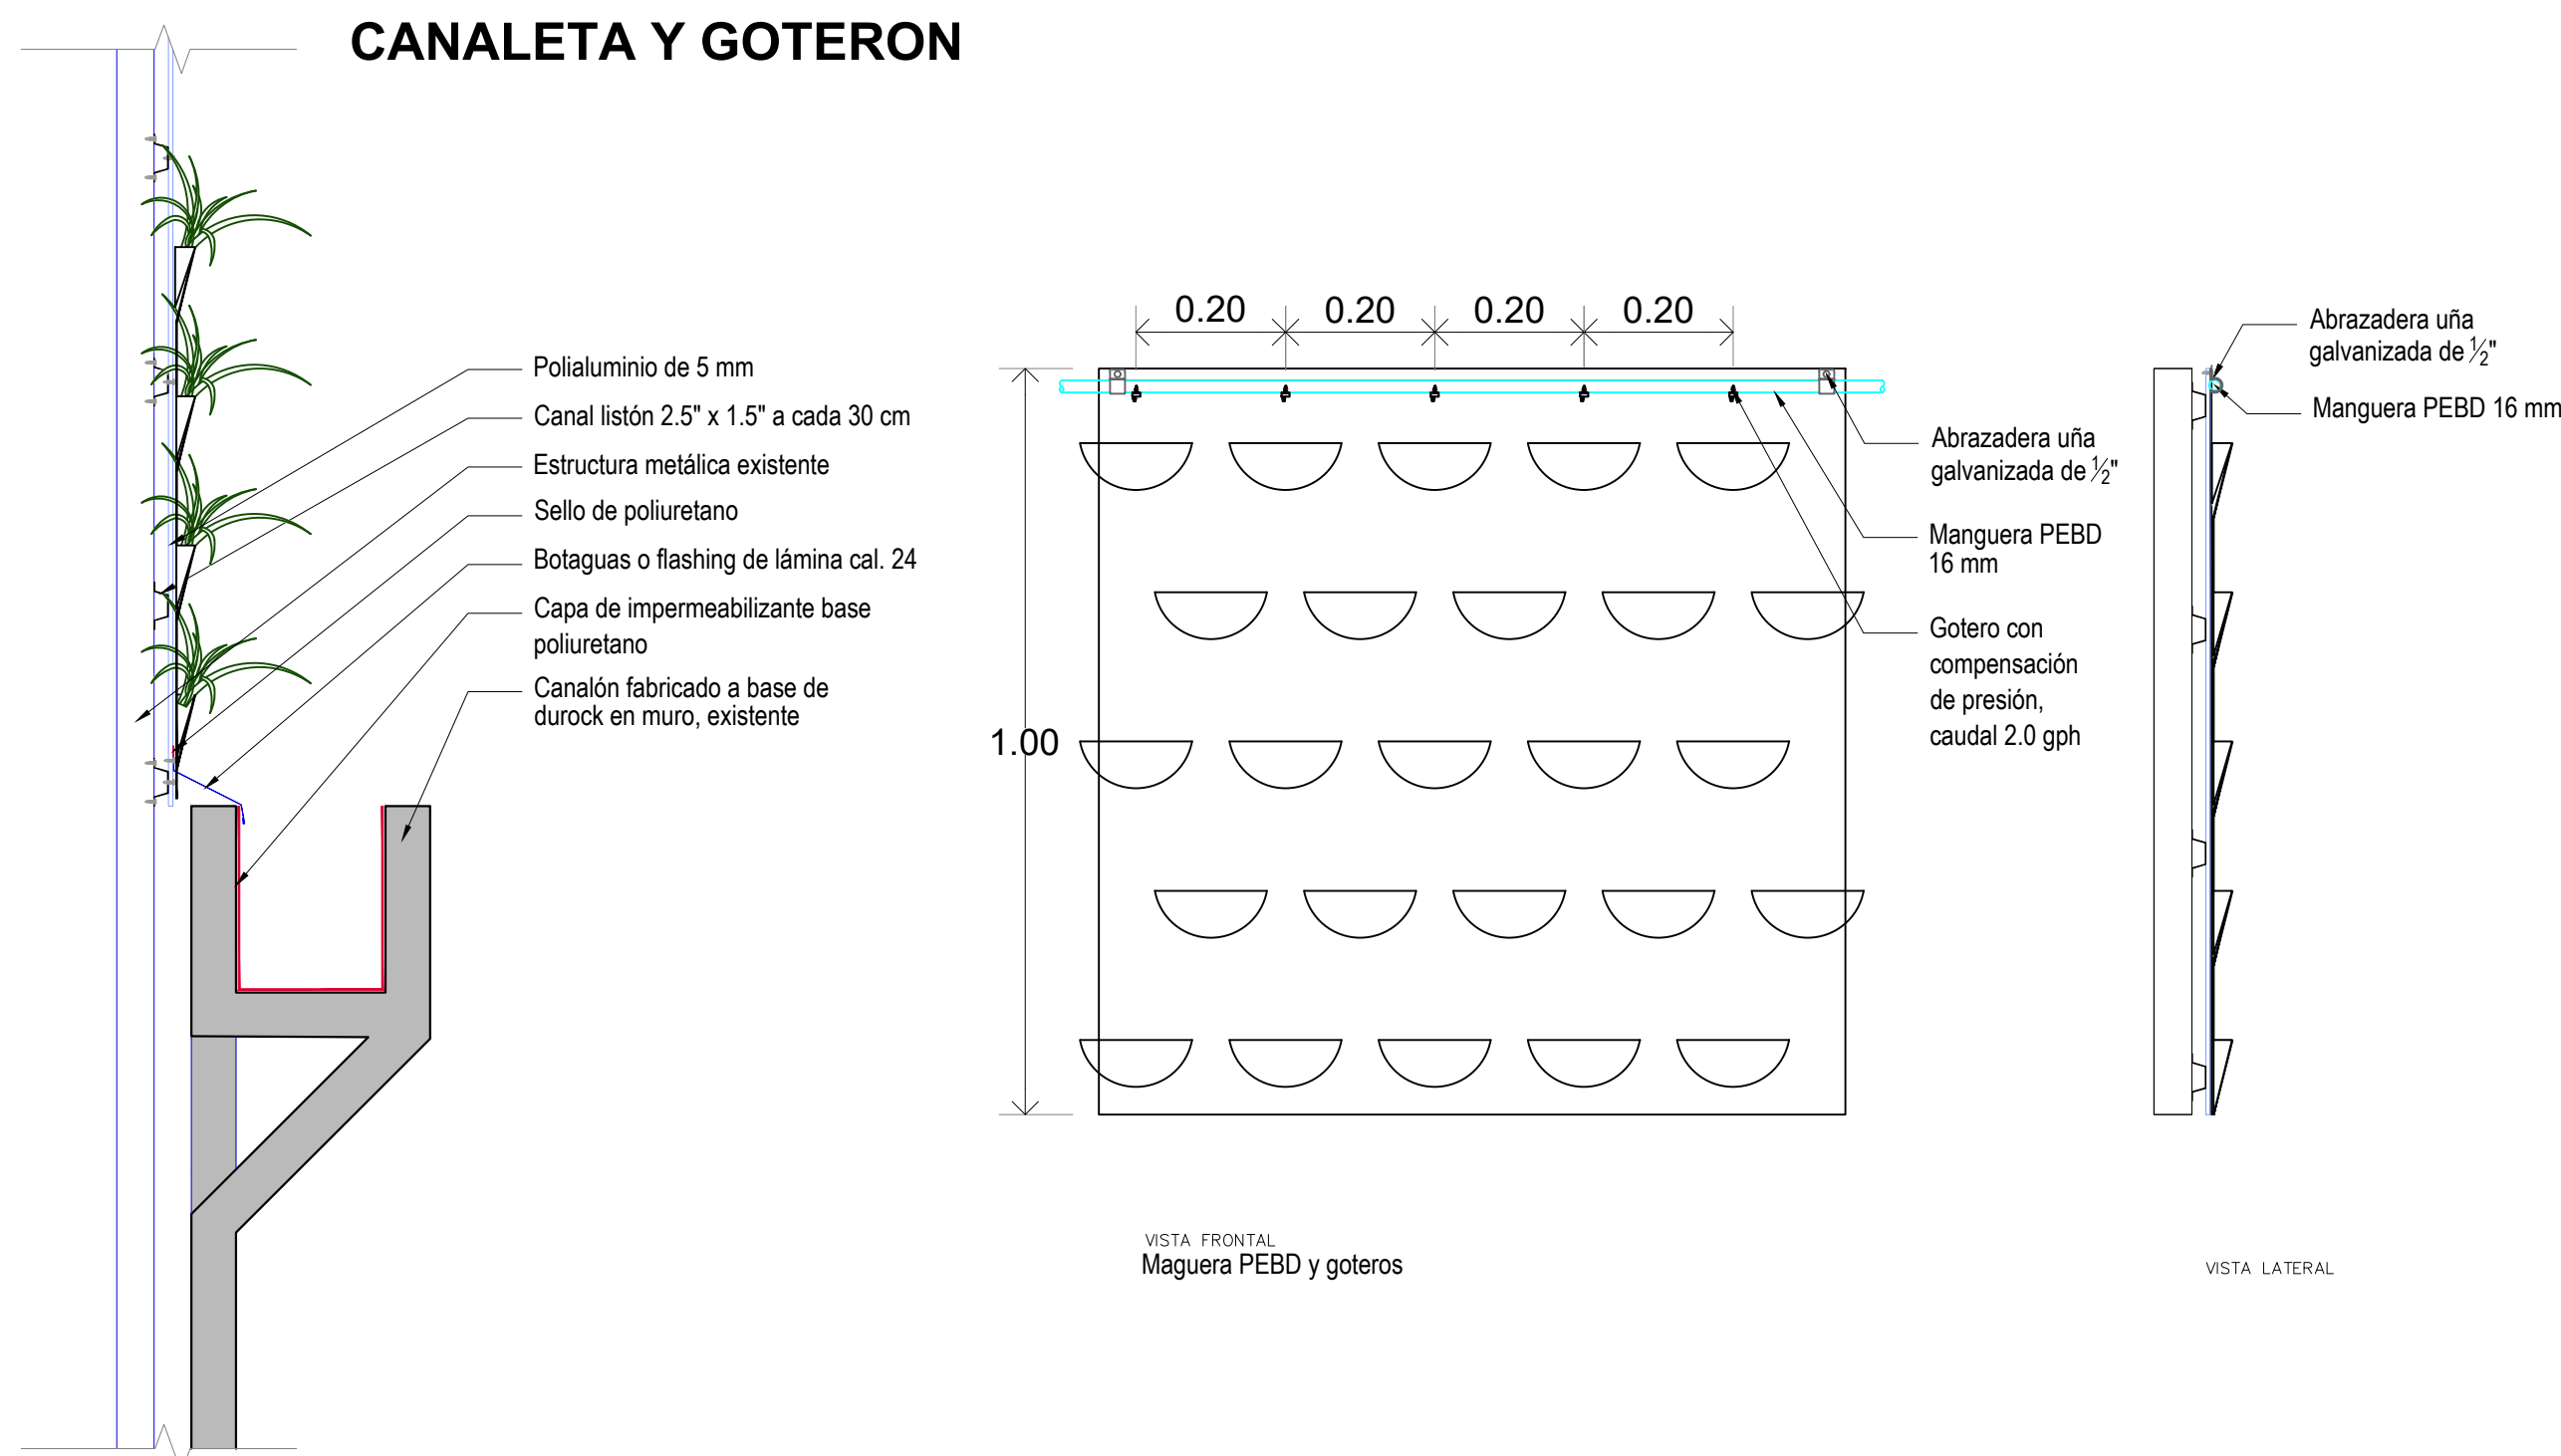 CANALETA Y GOTERON
Polialuminio de 5 mm
Canal listón 2.5" x 1.5" a cada 30 cm
Estructura metálica existente
Sello de poliuretano
Botaguas o flashing de lámina cal. 24
Capa de impermeabilizante base
poliuretano
Canalón fabricado a base de
durock en muro, existente
0.20
0.20
0.20
0.20
1.00
Abrazadera uña
galvanizada de ½"
Manguera PEBD
16 mm
Gotero con
compensación
de presión,
caudal 2.0 gph
VISTA FRONTAL
Maguera PEBD y goteros
Abrazadera uña
galvanizada de ½"
Manguera PEBD 16 mm
VISTA LATERAL